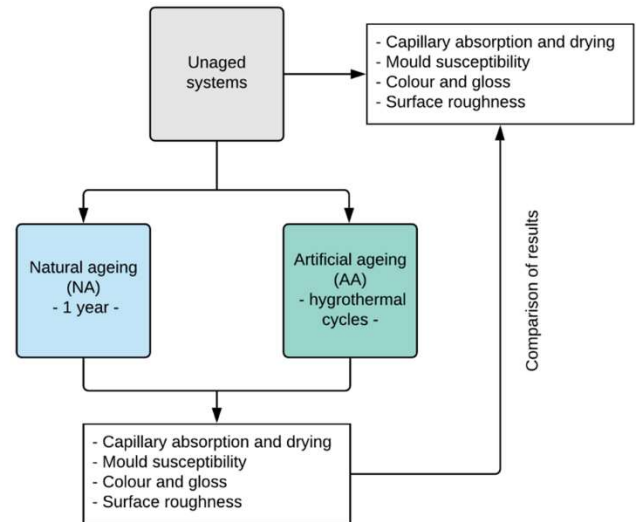 Unaged
systems
- Capillary absorption and drying
- Mould susceptibility
- Colour and gloss
- Surface roughness
Natural ageing
(NA)
- 1 year -
Artificial ageing
(AA)
- hygrothermal
cycles -
Comparison of results
- Capillary absorption and drying
- Mould susceptibility
- Colour and gloss
- Surface roughness